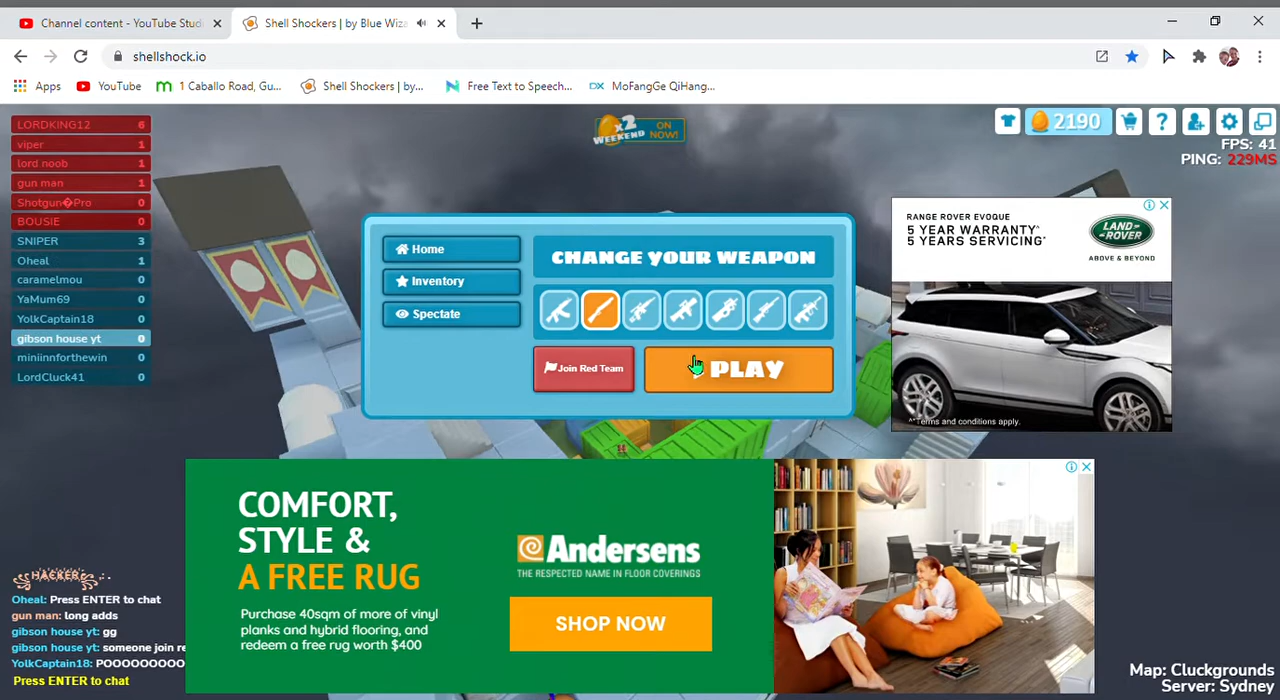 Channel content - YouTube Studi
Shell Shockers | by Blue Wiza
shellshock.io
Apps
YouTube
1 Caballo Road, Gu...
Shell Shockers | by...
Free Text to Speech...
DX MoFangGe QiHang...
LORDKING12 6
viper 1
lord noob 1
gun man 1
Shotgun�Pro 0
BOUSIE 0
SNIPER 3
Oheal 1
caramelmou 0
YaMum69 0
YolkCaptain18 0
gibson house yt 0
miniinnforthewin 0
LordCluck41 0
x2
WEEKEND ON NOW!
2190
FPS: 41
PING: 229MS
Home
Inventory
Spectate
CHANGE YOUR WEAPON
Join Red Team
PLAY
RANGE ROVER EVOQUE
5 YEAR WARRANTY^
5 YEARS SERVICING*
LAND-ROVER
ABOVE & BEYOND
^*Terms and conditions apply.
COMFORT,
STYLE &
A FREE RUG
Purchase 40sqm of more of vinyl
planks and hybrid flooring, and
redeem a free rug worth $400
Andersens
THE RESPECTED NAME IN FLOOR COVERINGS
SHOP NOW
HACKER
Oheal: Press ENTER to chat
gun man: long adds
gibson house yt: gg
gibson house yt: someone join re
YolkCaptain18: POOOOOOOOO
Press ENTER to chat
Map: Cluckgrounds
Server: Sydney